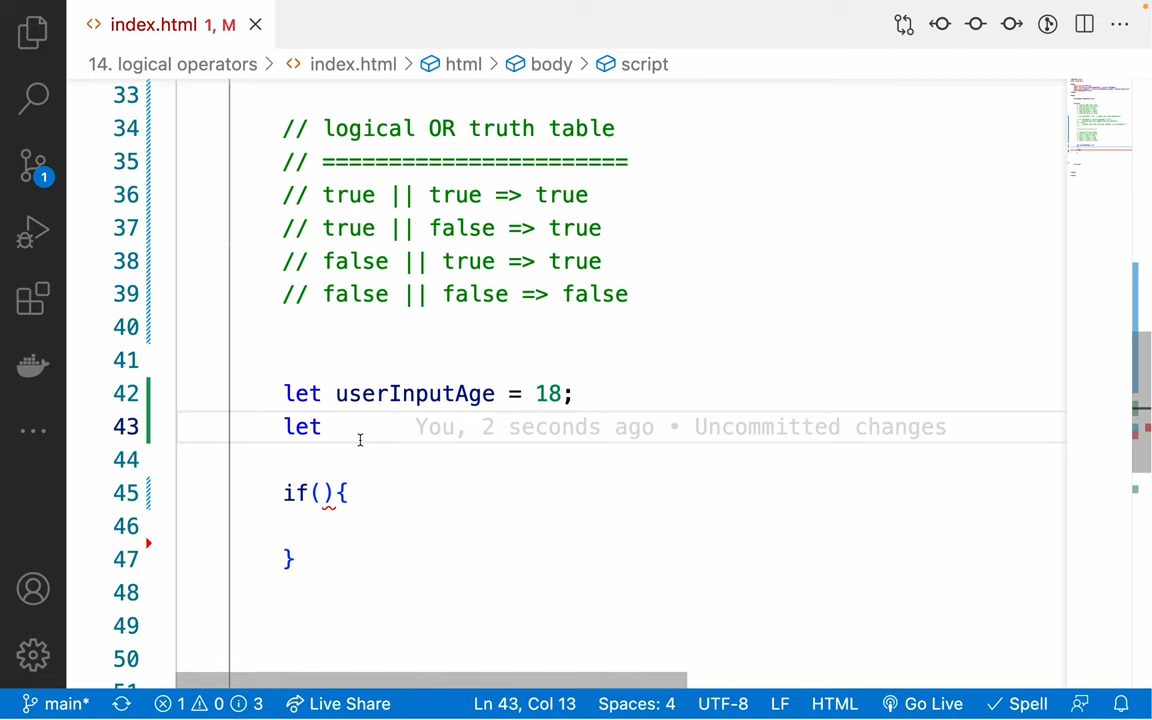 index.html 1, M
14. logical operators > index.html > html > body > script
33
34 // logical OR truth table
35 // =======================
36 // true || true => true
37 // true || false => true
38 // false || true => true
39 // false || false => false
40
41
42 let userInputAge = 18;
43 let You, 2 seconds ago • Uncommitted changes
44
45 if(){
46
47 }
48
49
50
1
main* 1 0 3 Live Share Ln 43, Col 13 Spaces: 4 UTF-8 LF HTML Go Live Spell